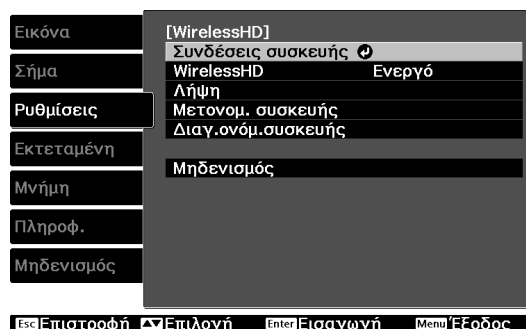 Εικόνα
Σήμα
Ρυθμίσεις
Εκτεταμένη
Μνήμη
Πληροφ.
Μηδενισμός
[WirelessHD]
Συνδέσεις συσκευής
WirelessHD Ενεργό
Λήψη
Μετονομ. συσκευής
Διαγ.ονόμ.συσκευής
Μηδενισμός
Esc Επιστροφή Επιλογή Enter Εισαγωγή Menu Έξοδος